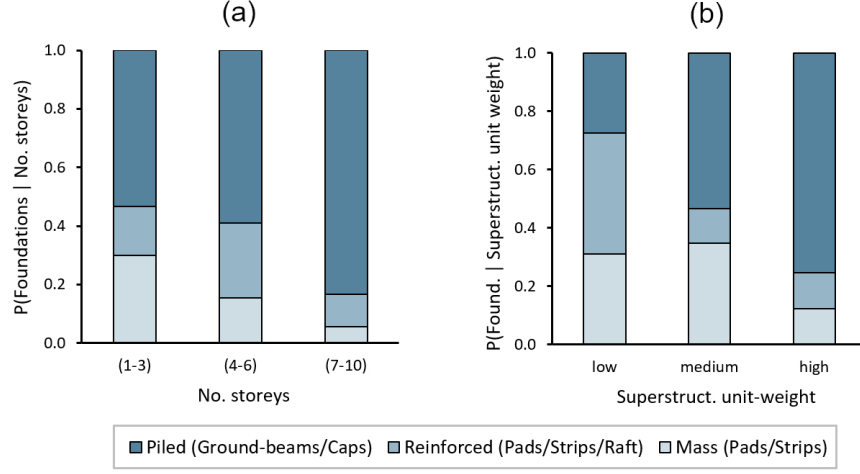 (a)
P(Foundations | No. storeys)
1.0
0.8
0.6
0.4
0.2
0.0
(1-3)
(4-6)
(7-10)
No. storeys
(b)
P(Found. | Superstruct. unit weight)
1.0
0.8
0.6
0.4
0.2
0.0
low
medium
high
Superstruct. unit-weight
Piled (Ground-beams/Caps)
Reinforced (Pads/Strips/Raft)
Mass (Pads/Strips)